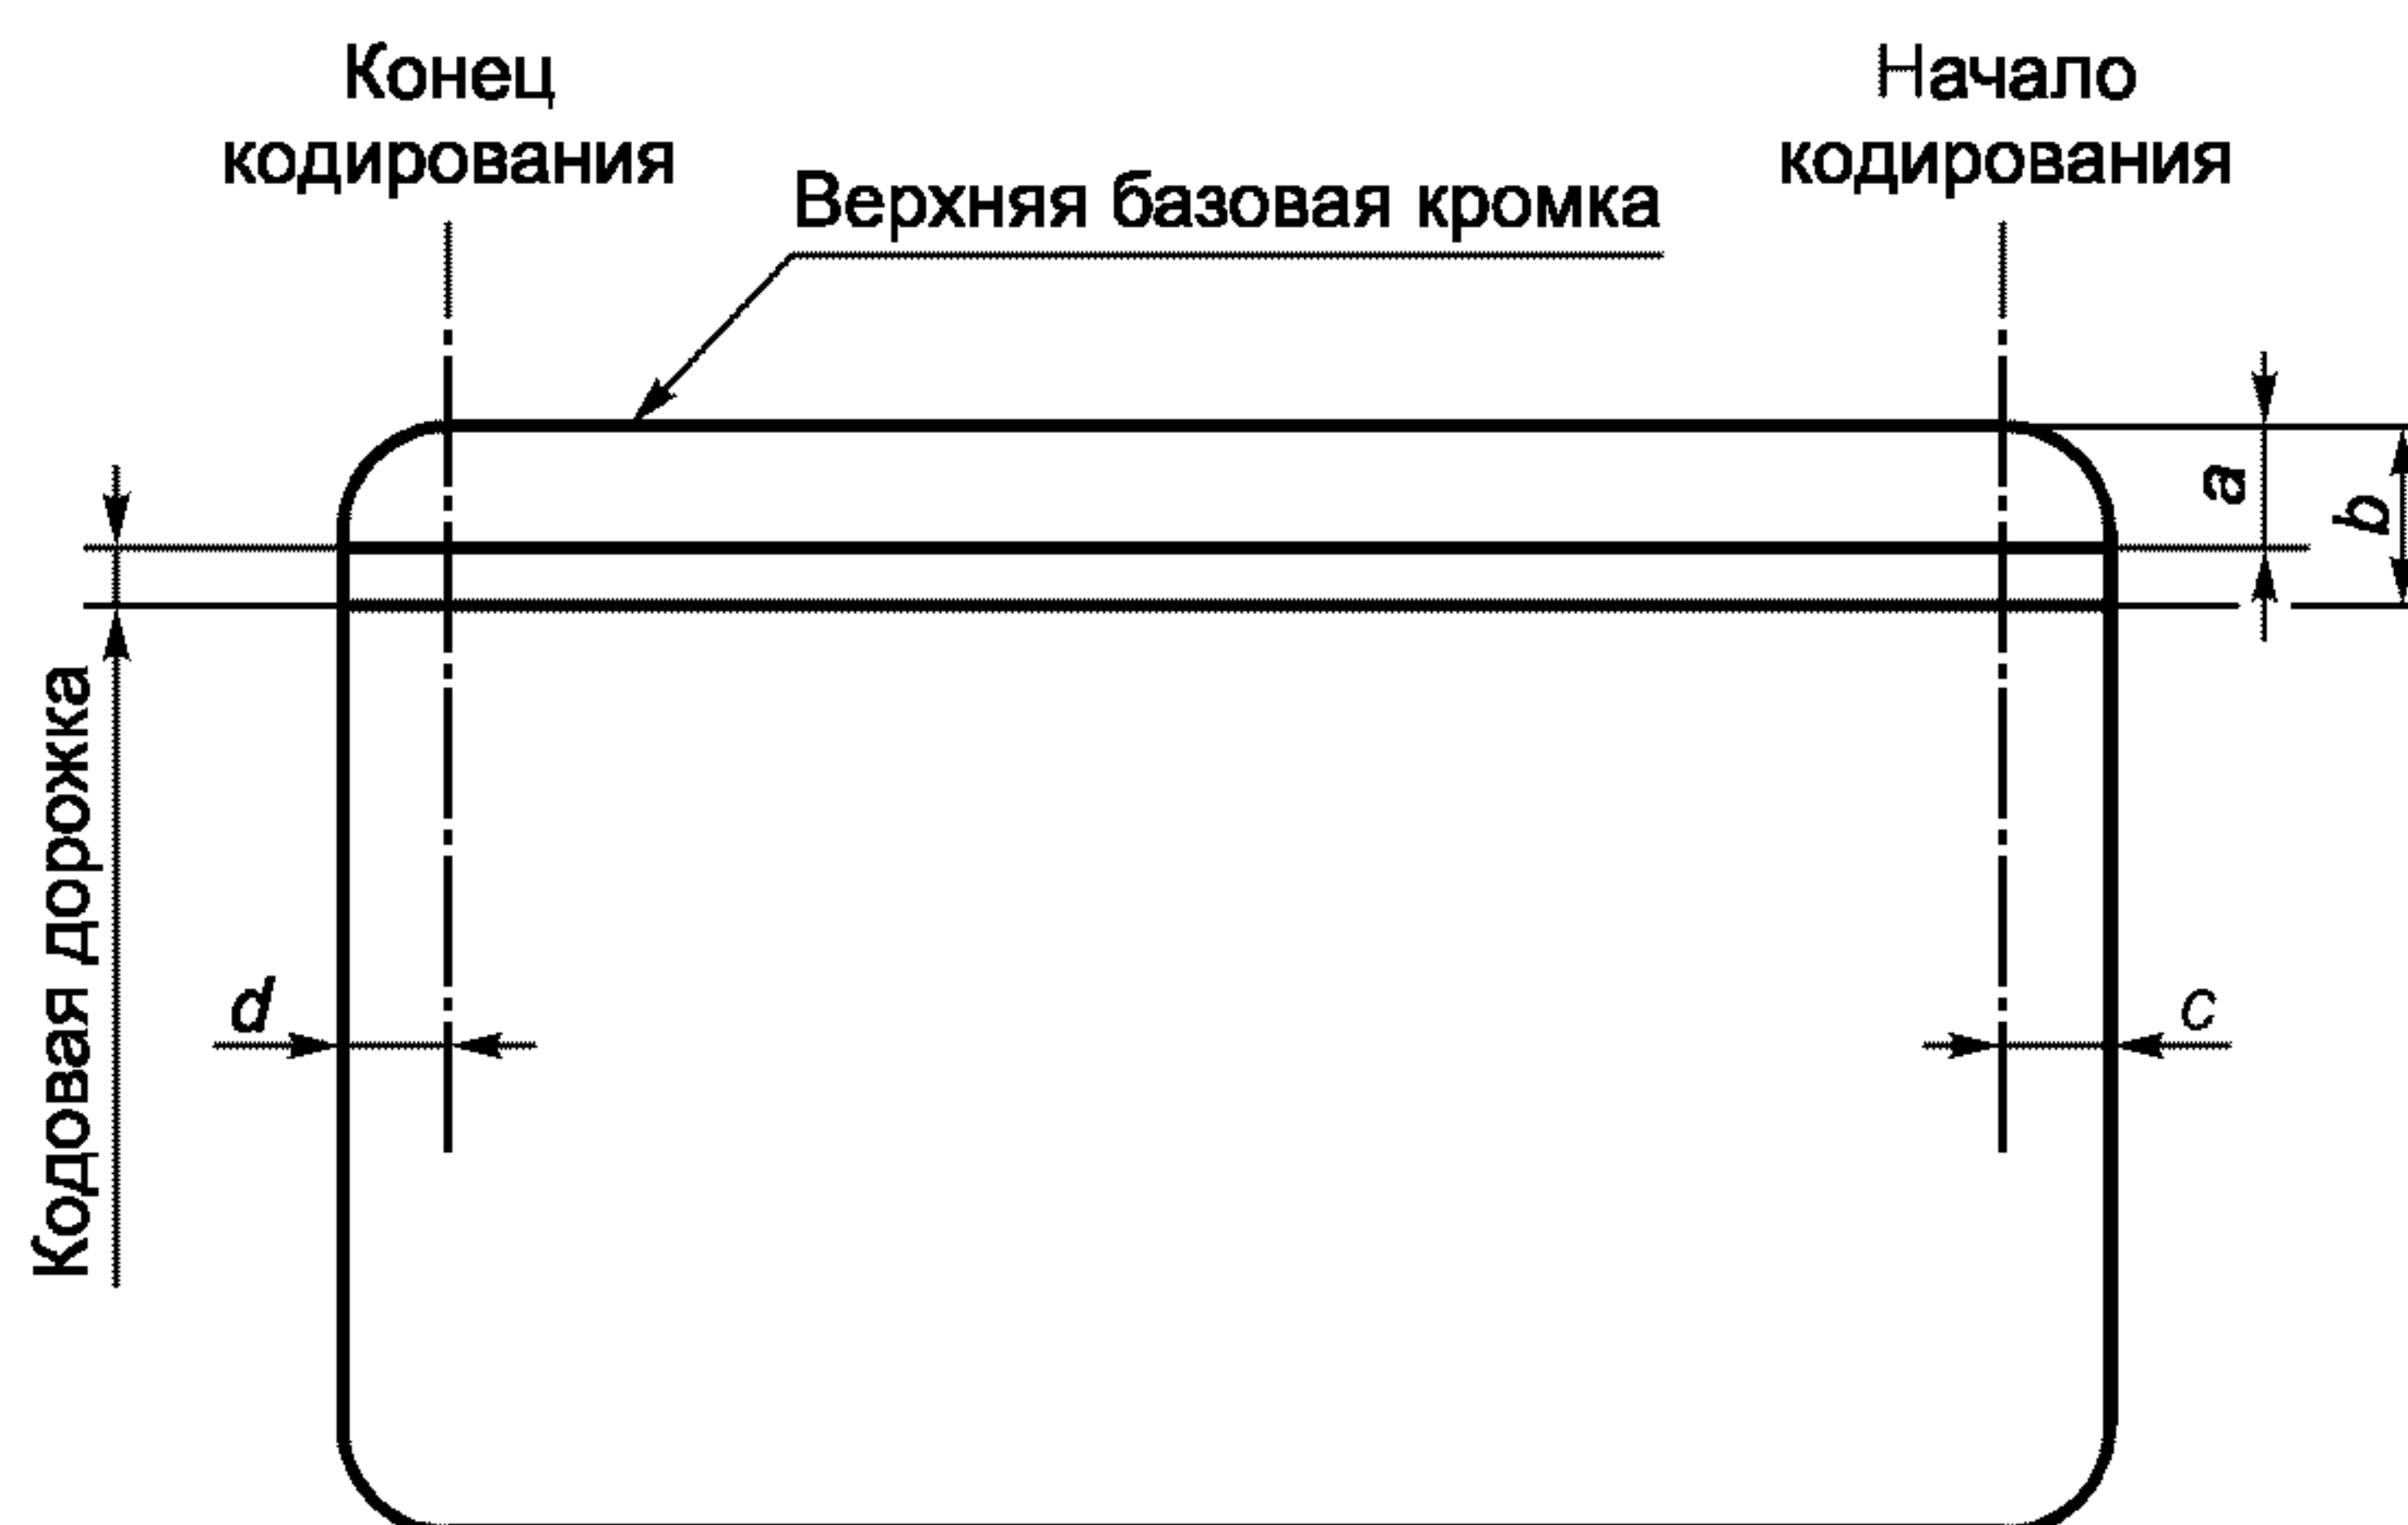 Конец
кодирования
Начало
кодирования
Верхняя базовая кромка
a
b
Кодовая дорожка
d
c